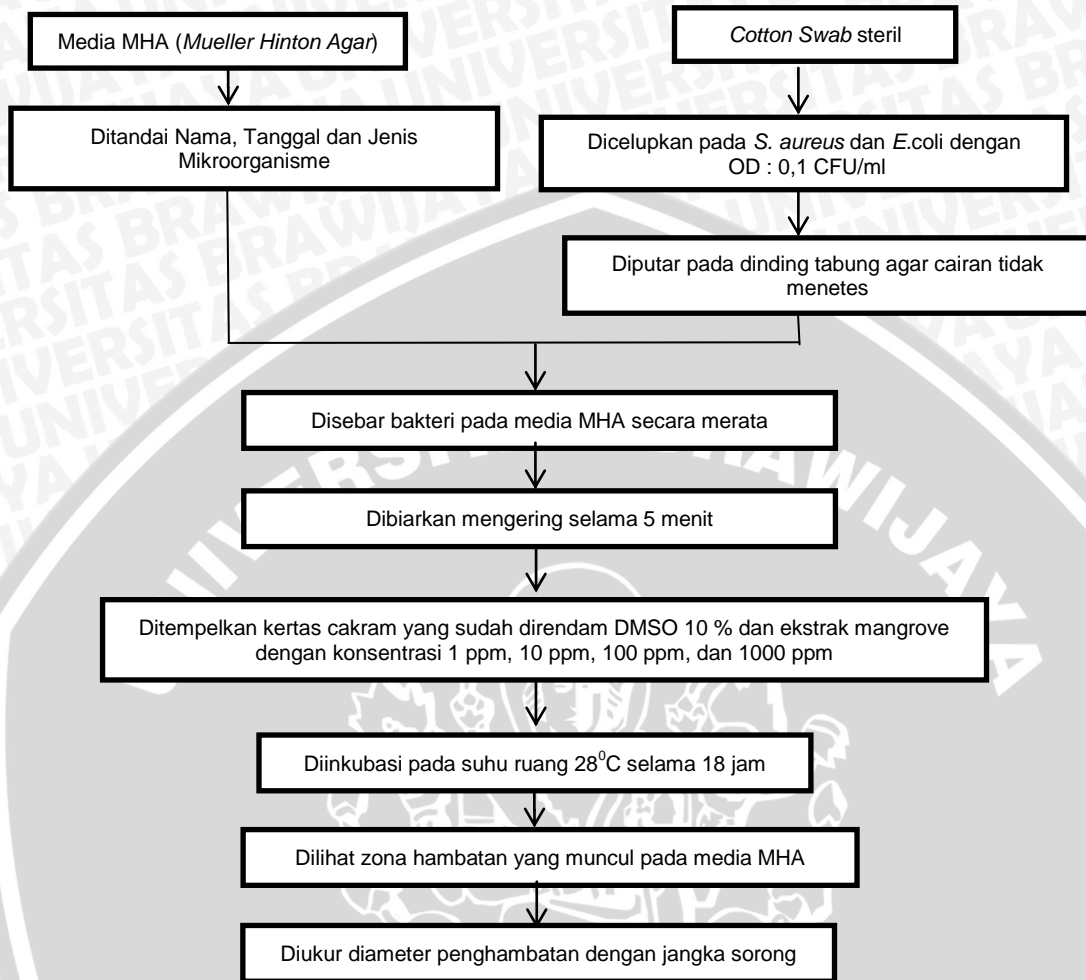 Media MHA (Mueller Hinton Agar)
Cotton Swab steril
Ditandai Nama, Tanggal dan Jenis
Mikroorganisme
Dicelupkan pada S. aureus dan E.coli dengan
OD : 0,1 CFU/ml
Diputar pada dinding tabung agar cairan tidak
menetes
Disebar bakteri pada media MHA secara merata
Dibiarkan mengering selama 5 menit
Ditempelkan kertas cakram yang sudah direndam DMSO 10 % dan ekstrak mangrove
dengan konsentrasi 1 ppm, 10 ppm, 100 ppm, dan 1000 ppm
Diinkubasi pada suhu ruang 28⁰C selama 18 jam
Dilihat zona hambatan yang muncul pada media MHA
Diukur diameter penghambatan dengan jangka sorong